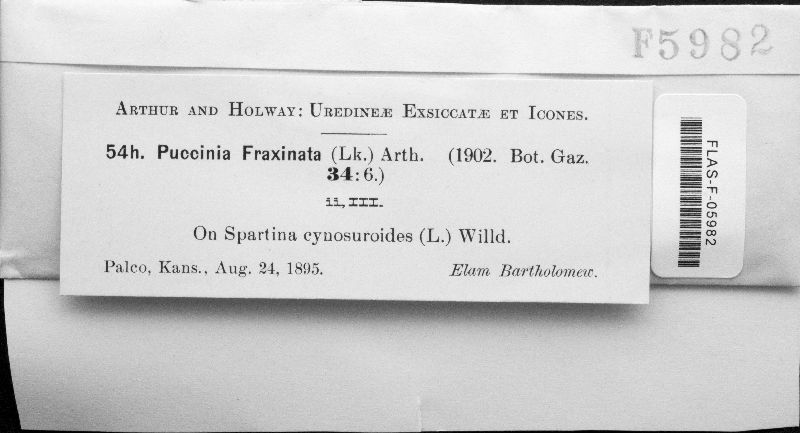 F5982
ARTHUR AND HOLWAY: UREDINEÆ EXSICCATÆ ET ICONES.
54h. Puccinia Fraxinata (Lk.) Arth. (1902. Bot. Gaz.
34:6.)
ii, III.
On Spartina cynosuroides (L.) Willd.
Palco, Kans., Aug. 24, 1895. Elam Bartholomew.
FLAS-F-05982